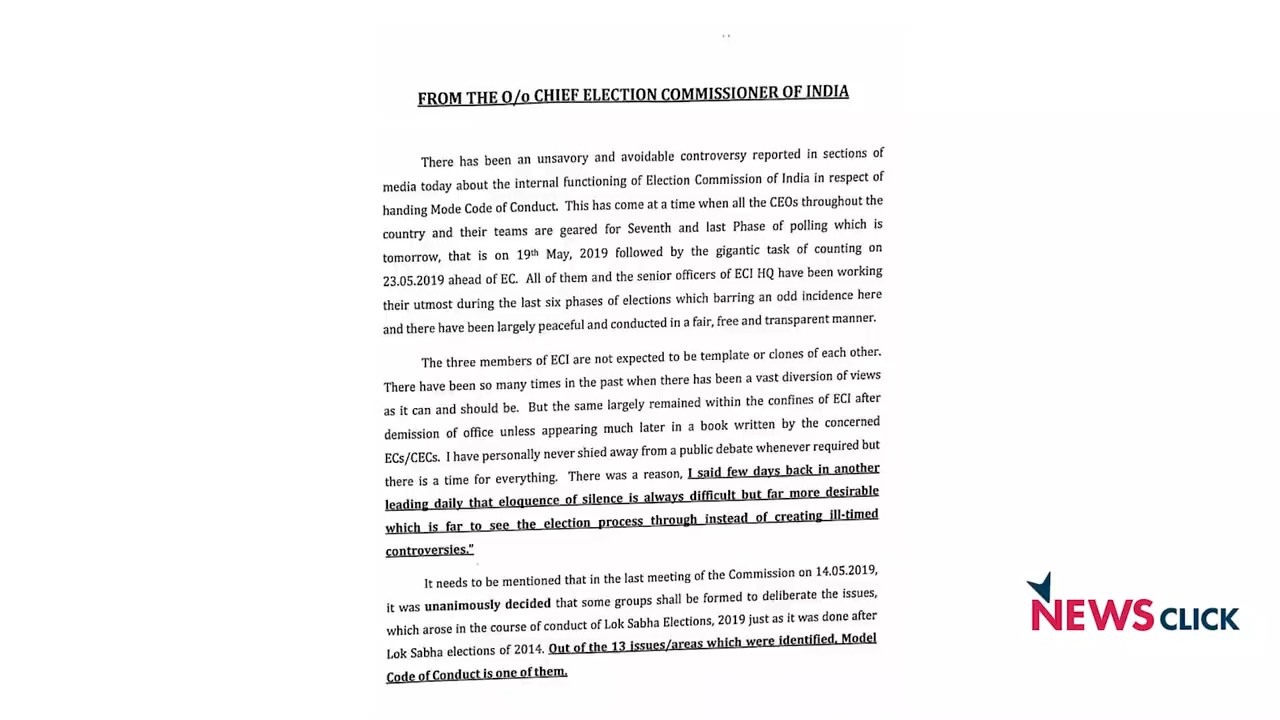 FROM THE O/o CHIEF ELECTION COMMISSIONER OF INDIA
There has been an unsavory and avoidable controversy reported in sections of
media today about the internal functioning of Election Commission of India in respect of
handing Mode Code of Conduct. This has come at a time when all the CEOs throughout the
country and their teams are geared for Seventh and last Phase of polling which is
tomorrow, that is on 19th May, 2019 followed by the gigantic task of counting on
23.05.2019 ahead of EC. All of them and the senior officers of ECI HQ have been working
their utmost during the last six phases of elections which barring an odd incidence here
and there have been largely peaceful and conducted in a fair, free and transparent manner.
The three members of ECI are not expected to be template or clones of each other.
There have been so many times in the past when there has been a vast diversion of views
as it can and should be. But the same largely remained within the confines of ECI after
demission of office unless appearing much later in a book written by the concerned
ECs/CECs. I have personally never shied away from a public debate whenever required but
there is a time for everything. There was a reason, I said few days back in another
leading daily that eloquence of silence is always difficult but far more desirable
which is far to see the election process through instead of creating ill-timed
controversies."
It needs to be mentioned that in the last meeting of the Commission on 14.05.2019,
it was unanimously decided that some groups shall be formed to deliberate the issues,
which arose in the course of conduct of Lok Sabha Elections, 2019 just as it was done after
Lok Sabha elections of 2014. Out of the 13 issues/areas which were identified, Model
Code of Conduct is one of them.
NEWS CLICK